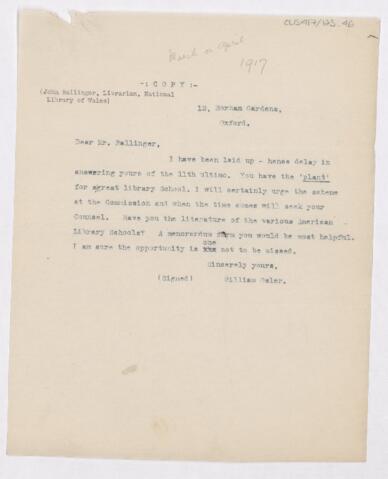 CUS417/123.46
March or April
1917
-: C O P Y :-
(John Ballinger, Librarian, National
Library of Wales)
13, Norham Gardens,
Oxford.
Dear Mr. Ballinger,
I have been laid up - hence delay in
answering yours of the 11th ultimo. You have the 'plant'
for a great library School. I will certainly urge the scheme
at the Commission and when the time comes will seek your
Counsel. Have you the literature of the various American
Library Schools? A memorandum from you would be most helpful.
one
I am sure the opportunity is not to be missed.
Sincerely yours,
(Signed) William Osler.